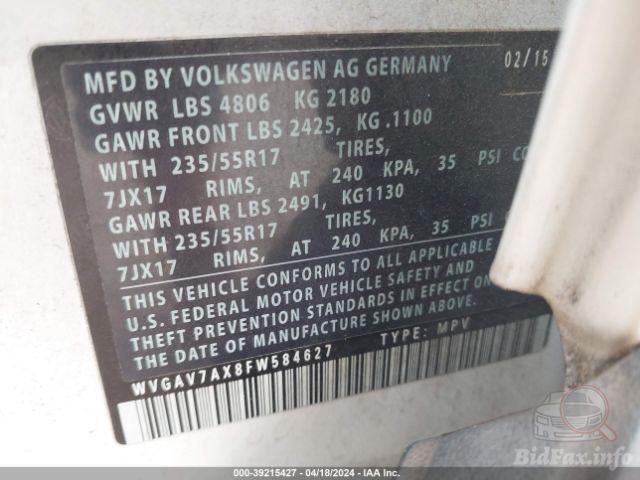 MFD BY VOLKSWAGEN AG GERMANY 02/15
GVWR LBS 4806 KG 2180
GAWR FRONT LBS 2425, KG .1100
WITH 235/55R17 TIRES,
7JX17 RIMS, AT 240 KPA, 35 PSI CO
GAWR REAR LBS 2491, KG1130
WITH 235/55R17 TIRES,
7JX17 RIMS, AT 240 KPA, 35 PSI
THIS VEHICLE CONFORMS TO ALL APPLICABLE
U.S. FEDERAL MOTOR VEHICLE SAFETY AND
THEFT PREVENTION STANDARDS IN EFFECT ON
THE DATE OF MANUFACTURE SHOWN ABOVE.
WVGAV7AX8FW584627 TYPE: MPV
BidFax.info
000-39215427 - 04/18/2024 - IAA Inc.